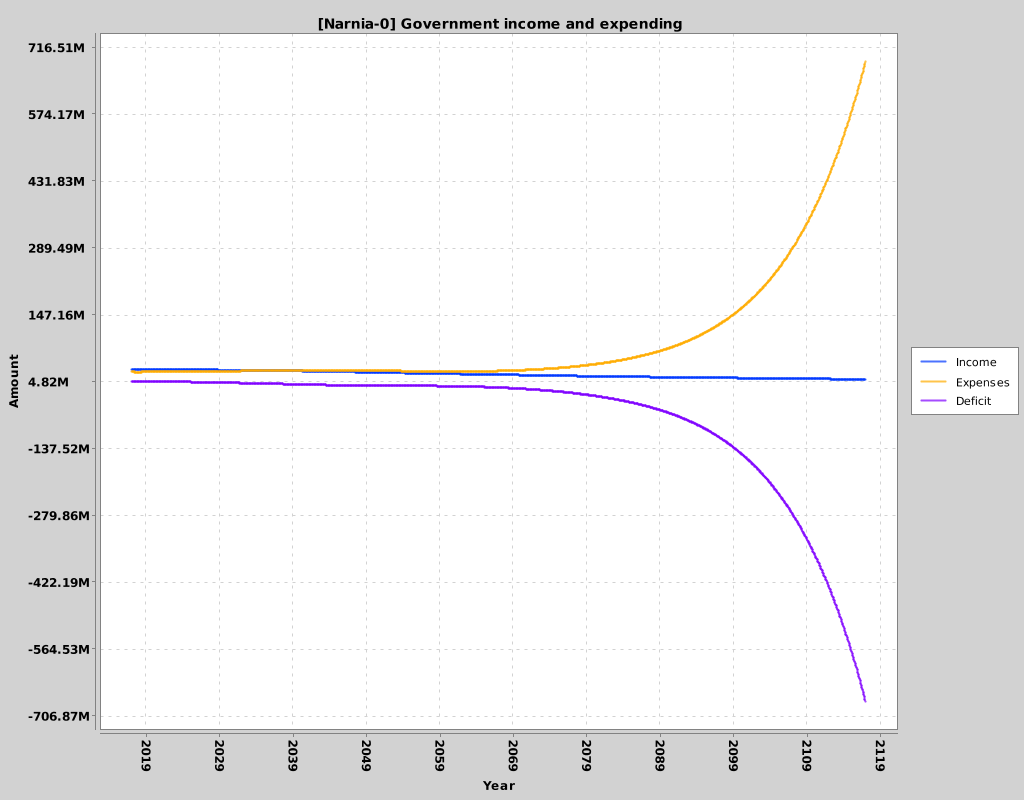 [Narnia-0] Government income and expending
716.51M
574.17M
431.83M
289.49M
147.16M
4.82M
-137.52M
-279.86M
-422.19M
-564.53M
-706.87M
Amount
2019
2029
2039
2049
2059
2069
2079
2089
2099
2109
2119
Year
Income
Expenses
Deficit